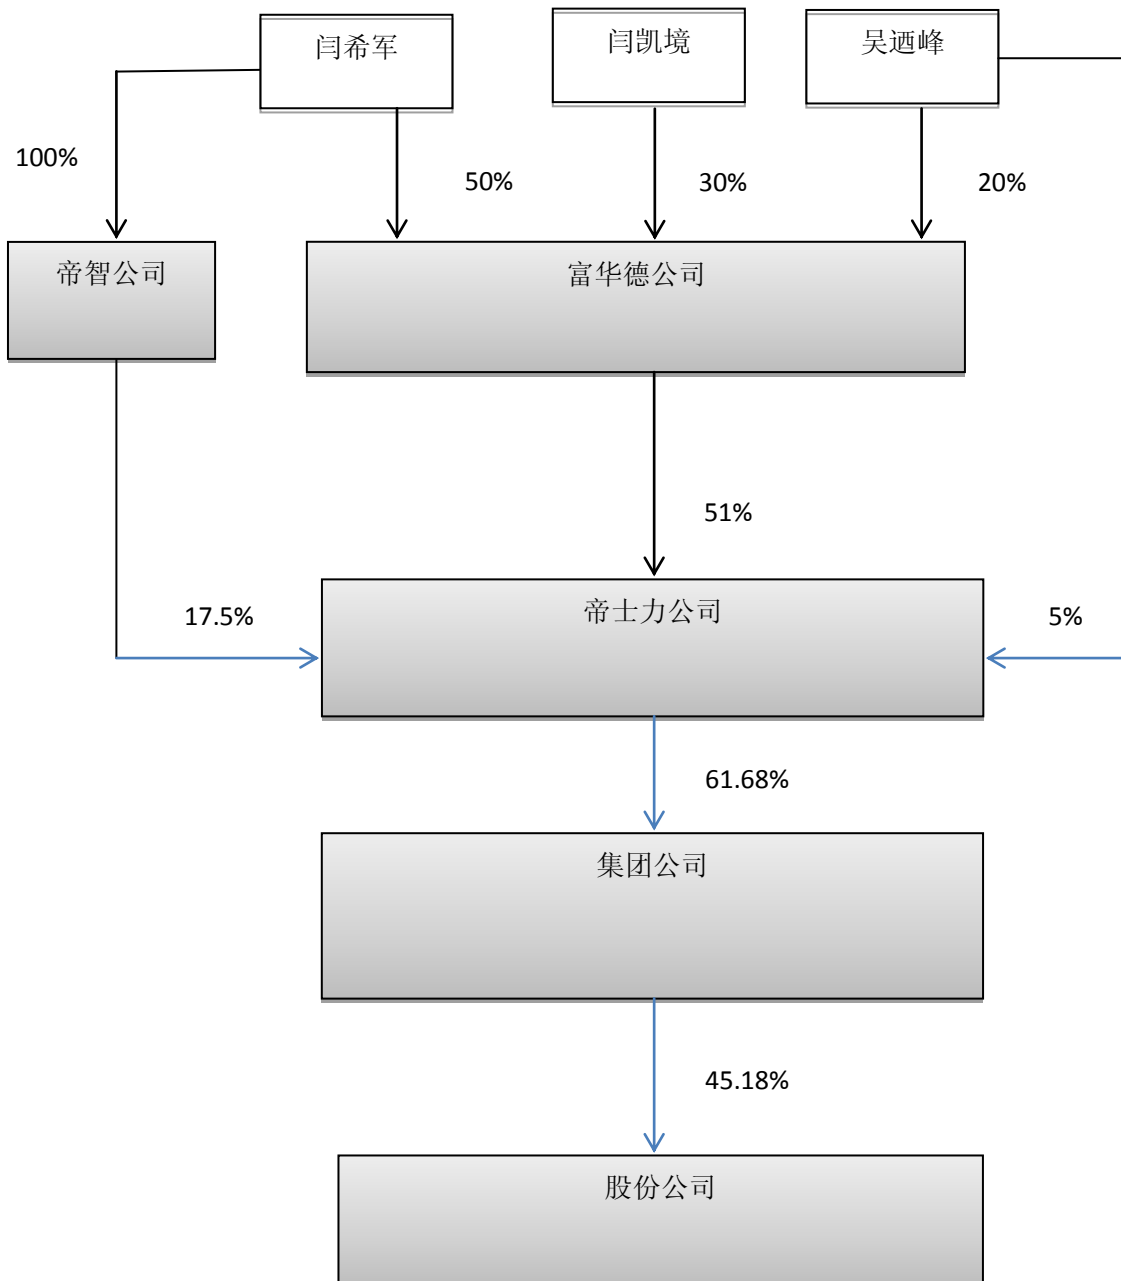 闫希军
闫凯境
吴迺峰
100%
50%
30%
20%
帝智公司
富华德公司
51%
帝士力公司
17.5%
5%
61.68%
集团公司
45.18%
股份公司